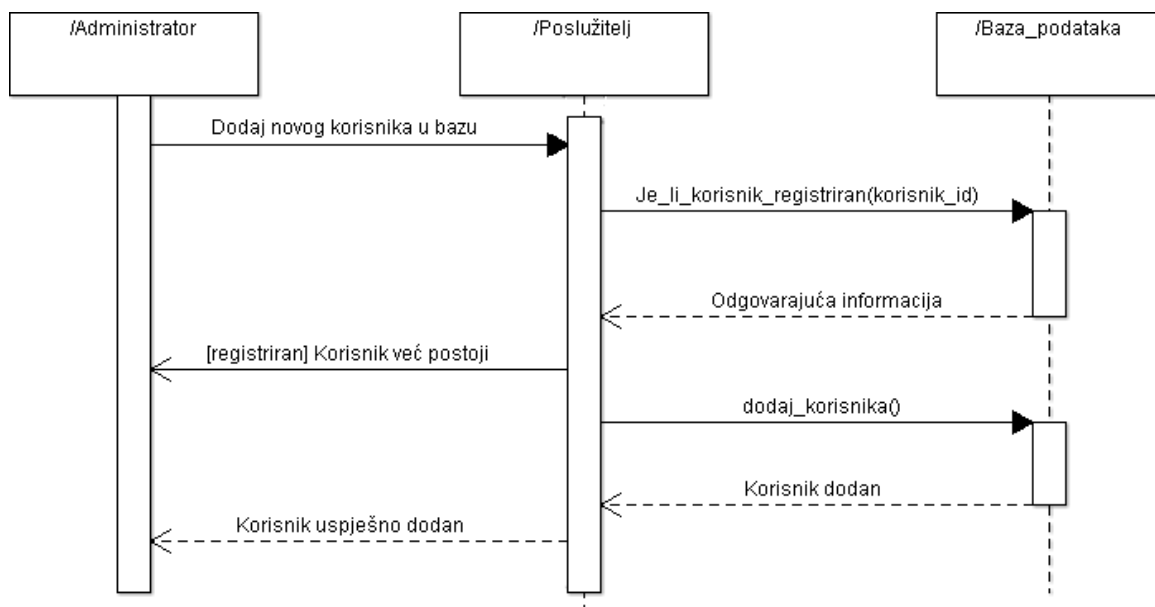 /Administrator
/Poslužitelj
/Baza_podataka
Dodaj novog korisnika u bazu
Je_li_korisnik_registriran(korisnik_id)
Odgovarajuća informacija
[registriran] Korisnik već postoji
dodaj_korisnika()
Korisnik dodan
Korisnik uspješno dodan